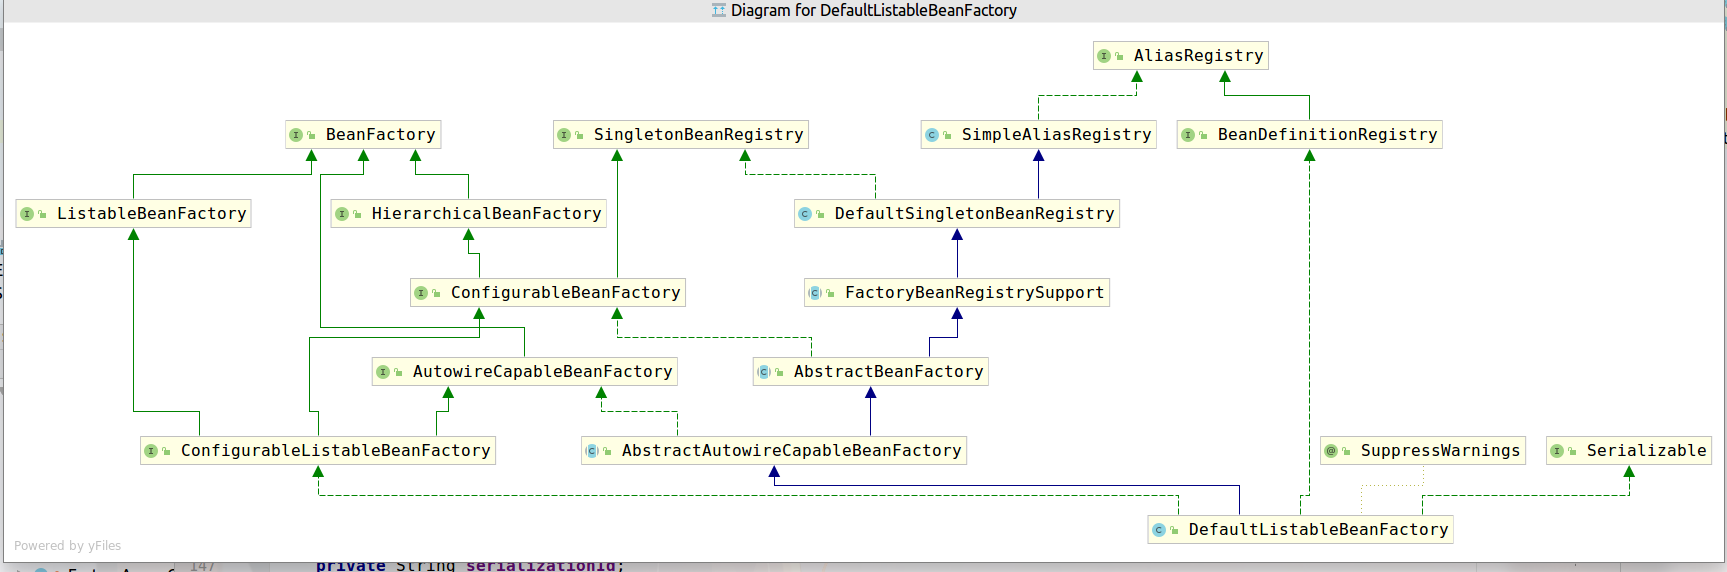 Diagram for DefaultListableBeanFactory
AliasRegistry
BeanFactory
SingletonBeanRegistry
SimpleAliasRegistry
BeanDefinitionRegistry
ListableBeanFactory
HierarchicalBeanFactory
DefaultSingletonBeanRegistry
ConfigurableBeanFactory
FactoryBeanRegistrySupport
AutowireCapableBeanFactory
AbstractBeanFactory
ConfigurableListableBeanFactory
AbstractAutowireCapableBeanFactory
SuppressWarnings
Serializable
DefaultListableBeanFactory
Powered by yFiles
147
private String serializationId;